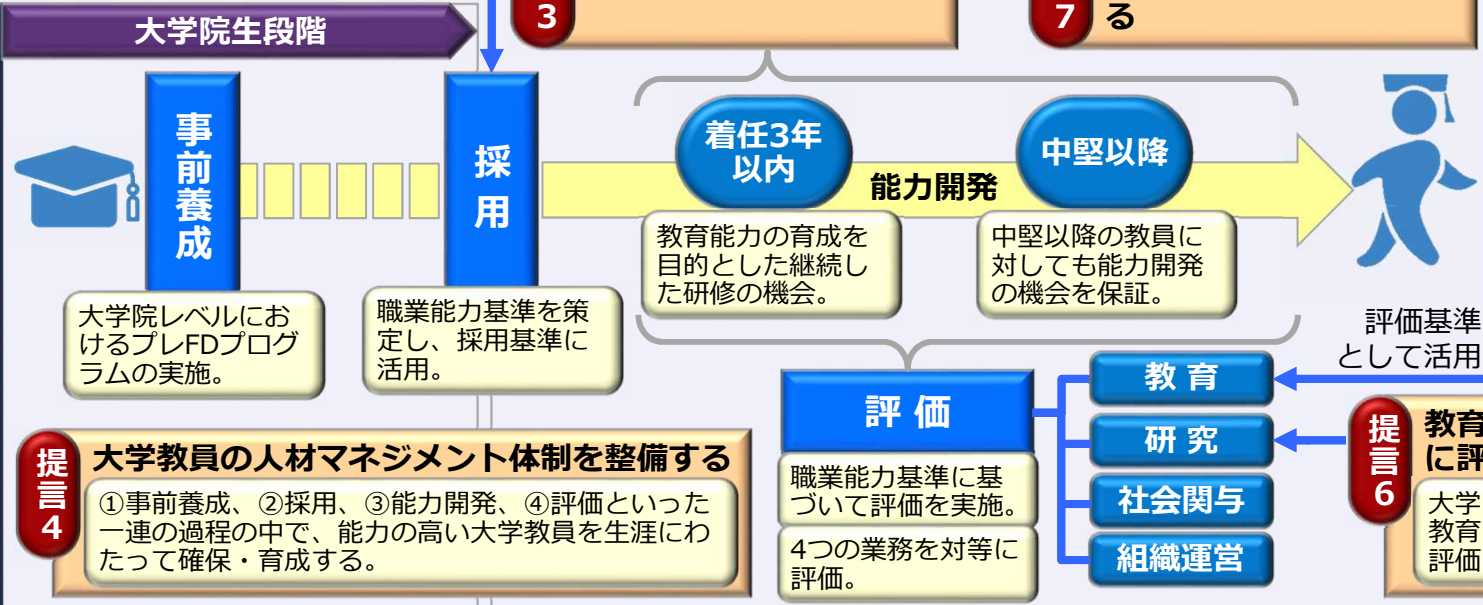 大学院生段階
3
7
る
事前養成
採用
着任3年
以内
中堅以降
能力開発
教育能力の育成を
目的とした継続し
た研修の機会。
中堅以降の教員に
対しても能力開発
の機会を保証。
大学院レベルにお
けるプレFDプログ
ラムの実施。
職業能力基準を策
定し、採用基準に
活用。
評価基準
として活用
評 価
職業能力基準に基
づいて評価を実施。
4つの業務を対等に
評価。
教 育
研 究
社会関与
組織運営
提言4
大学教員の人材マネジメント体制を整備する
①事前養成、②採用、③能力開発、④評価といった
一連の過程の中で、能力の高い大学教員を生涯にわ
たって確保・育成する。
提言6
教育
に評
大学
教育
評価